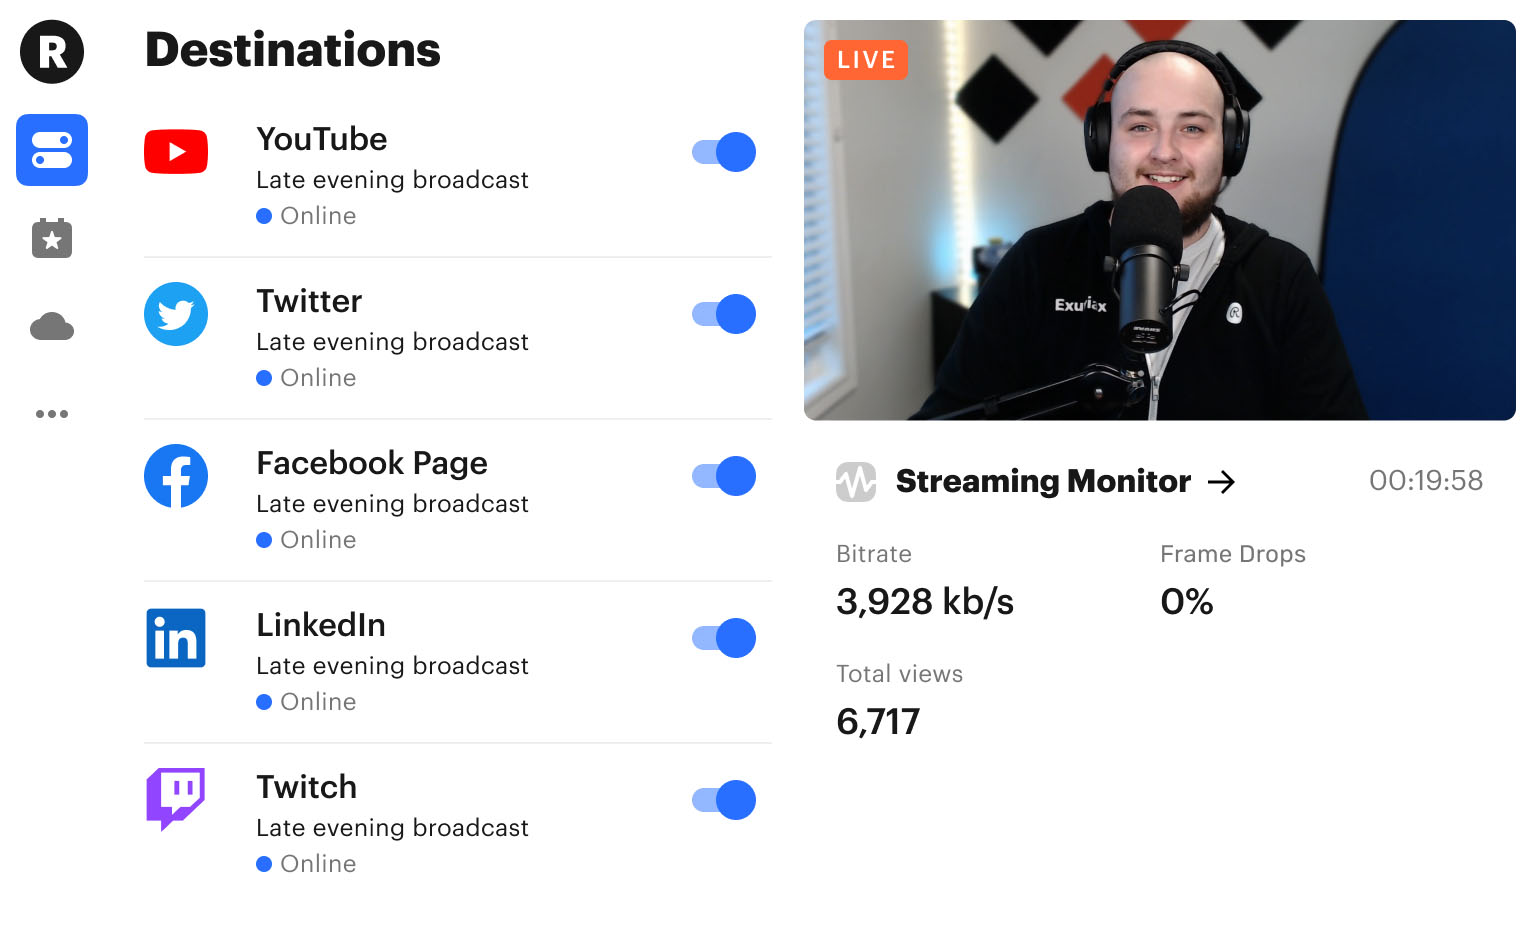 R
Destinations
YouTube
Late evening broadcast
Online
Twitter
Late evening broadcast
Online
Facebook Page
Late evening broadcast
Online
LinkedIn
Late evening broadcast
Online
Twitch
Late evening broadcast
Online
LIVE
Streaming Monitor →
00:19:58
Bitrate
3,928 kb/s
Frame Drops
0%
Total views
6,717